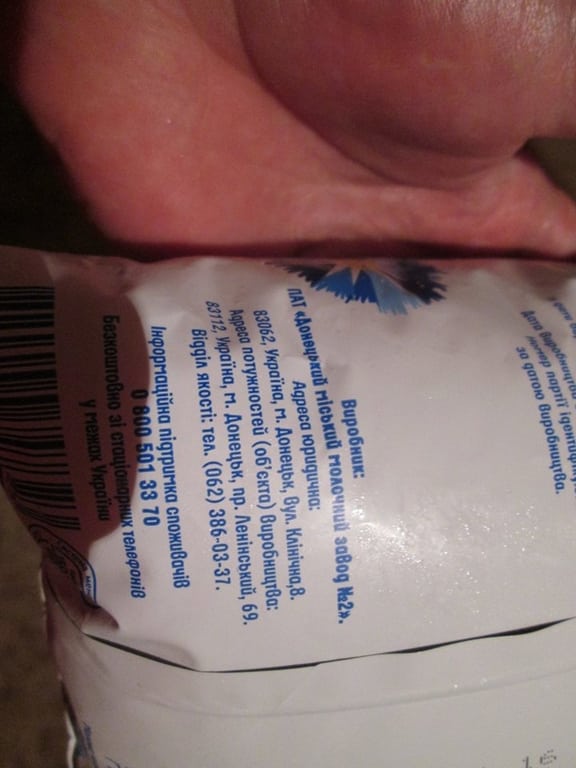 Виробник:
ПАТ «Донецький міський молочний завод №2».
Адреса юридична:
83062, Україна, м. Донецьк, вул. Клінічна,8.
Адреса потужностей (об'єкта) виробництва:
83112, Україна, м. Донецьк, пр. Ленінський, 69.
Відділ якості: тел. (062) 386-03-37.
Інформаційна підтримка споживачів
0 800 501 33 70
Безкоштовно зі стаціонарних телефонів
у межах України
Дата виробництва
номер партії
за датою виробництва.